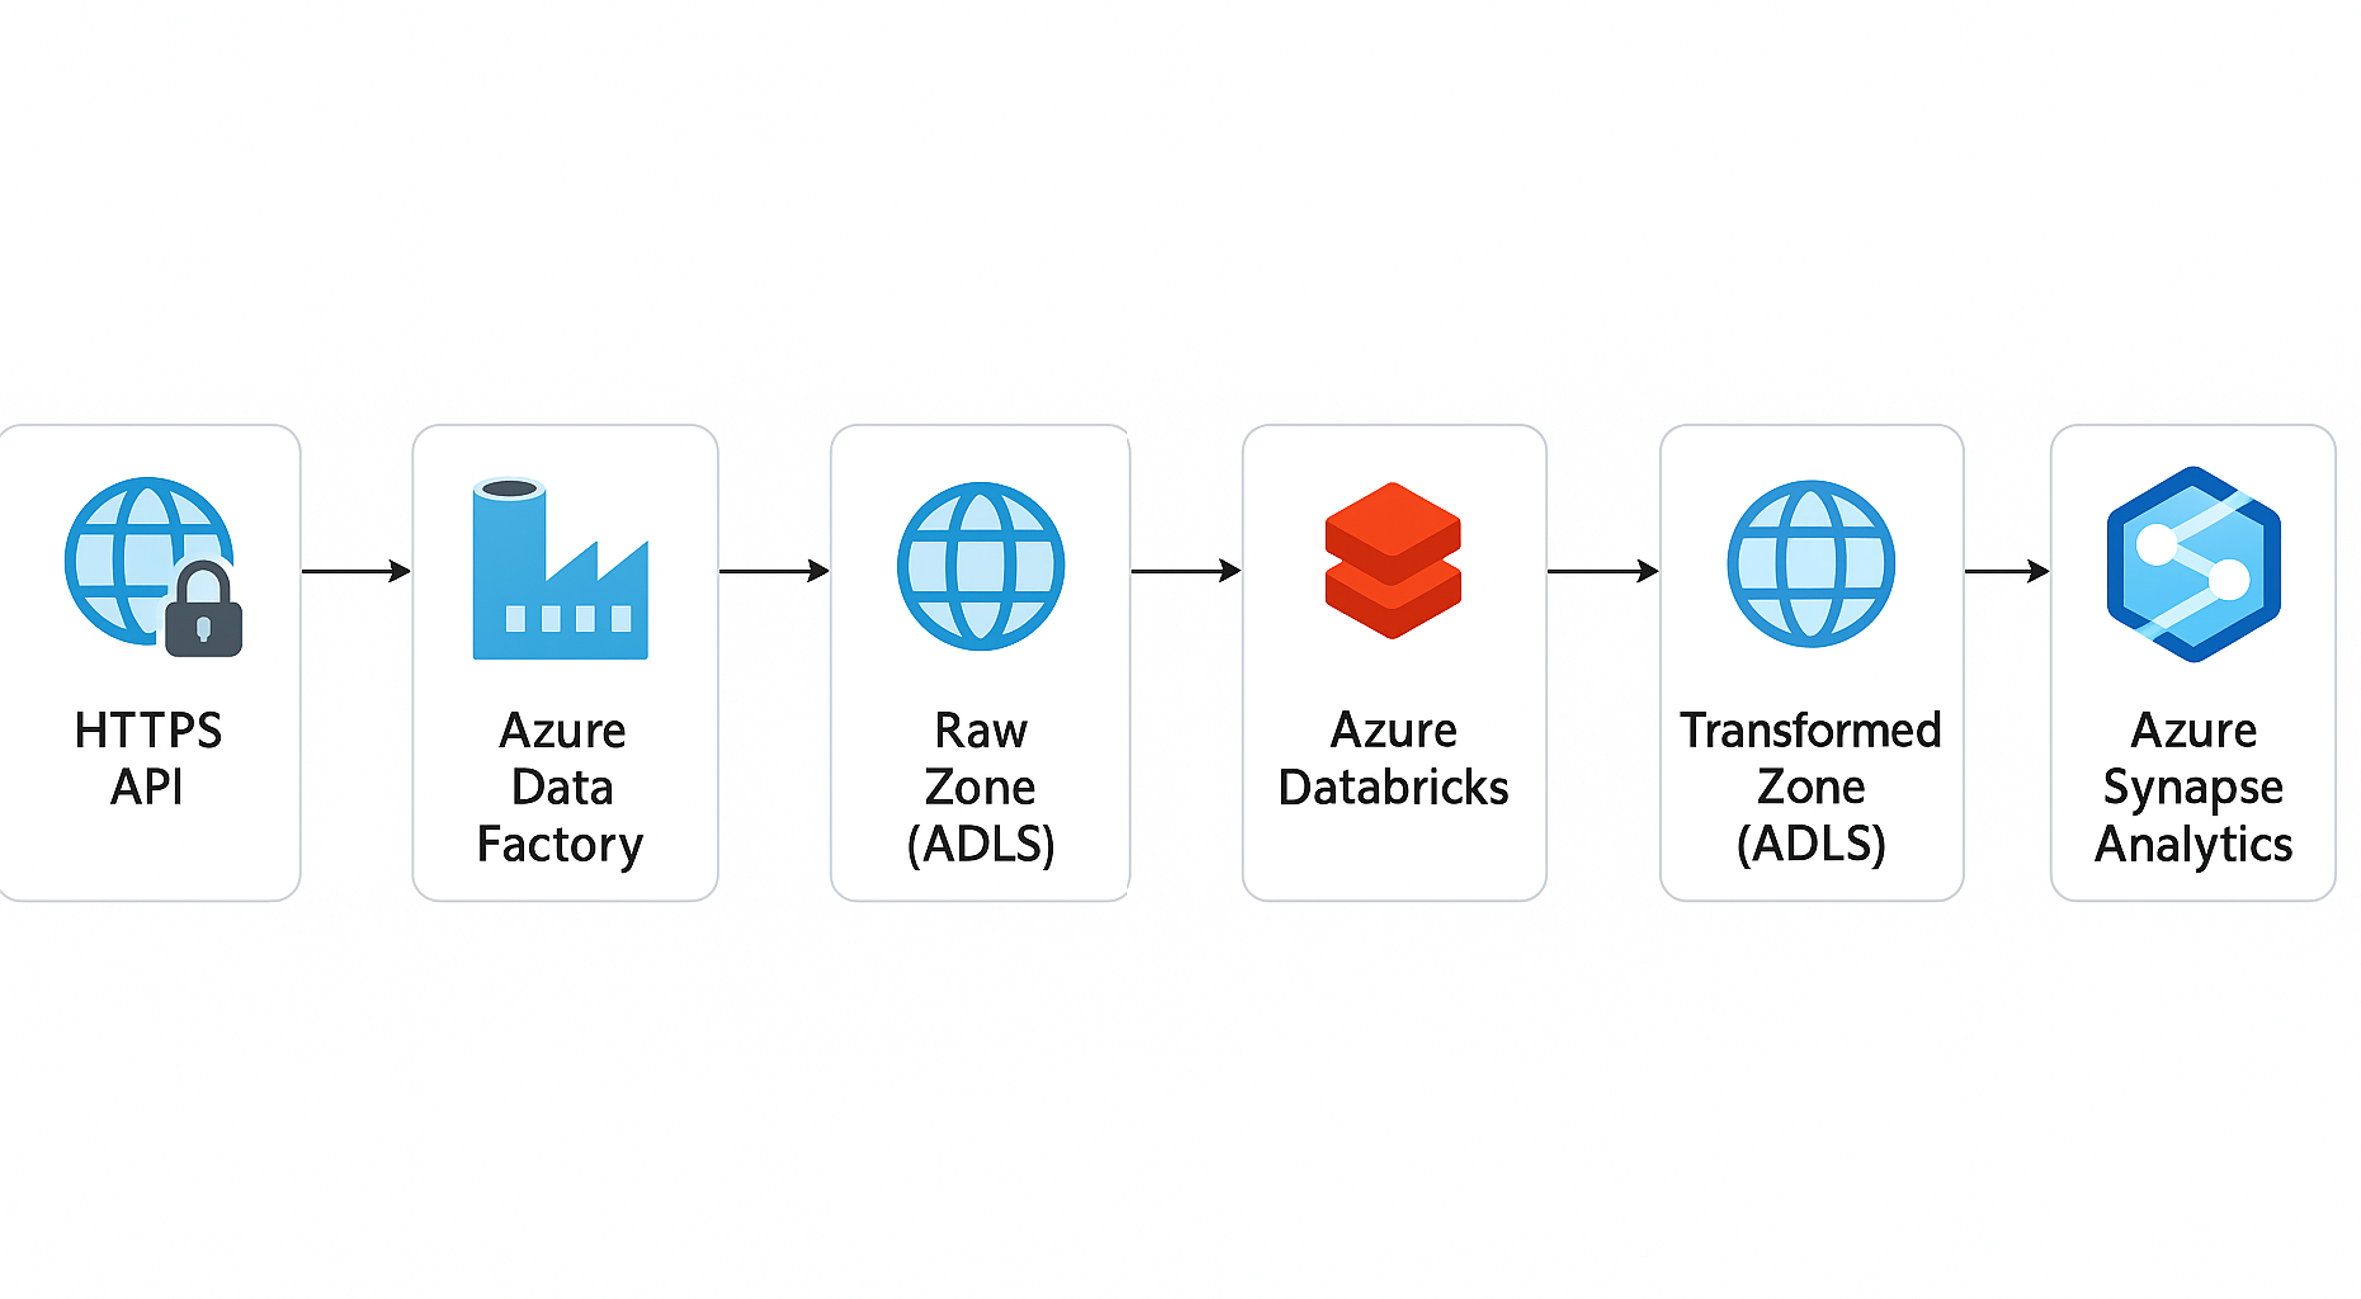 HTTPS
API
Azure
Data
Factory
Raw
Zone
(ADLS)
Azure
Databricks
Transformed
Zone
(ADLS)
Azure
Synapse
Analytics